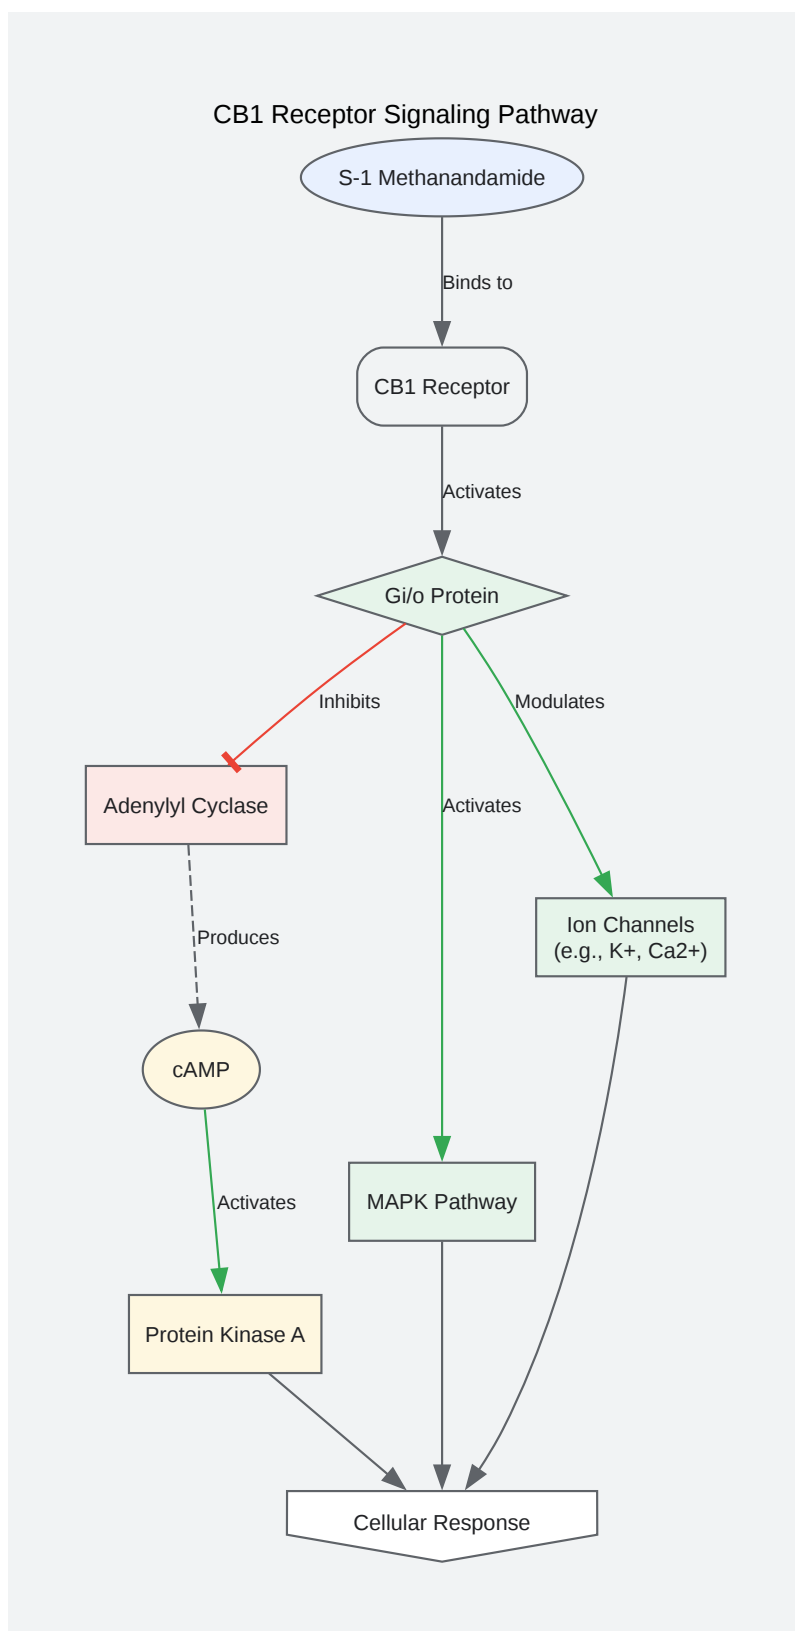 CB1 Receptor Signaling Pathway
S-1 Methanandamide
Binds to
CB1 Receptor
Activates
Gi/o Protein
Inhibits
Modulates
Adenylyl Cyclase
Activates
Produces
Ion Channels
(e.g., K+, Ca2+)
cAMP
Activates
MAPK Pathway
Protein Kinase A
Cellular Response